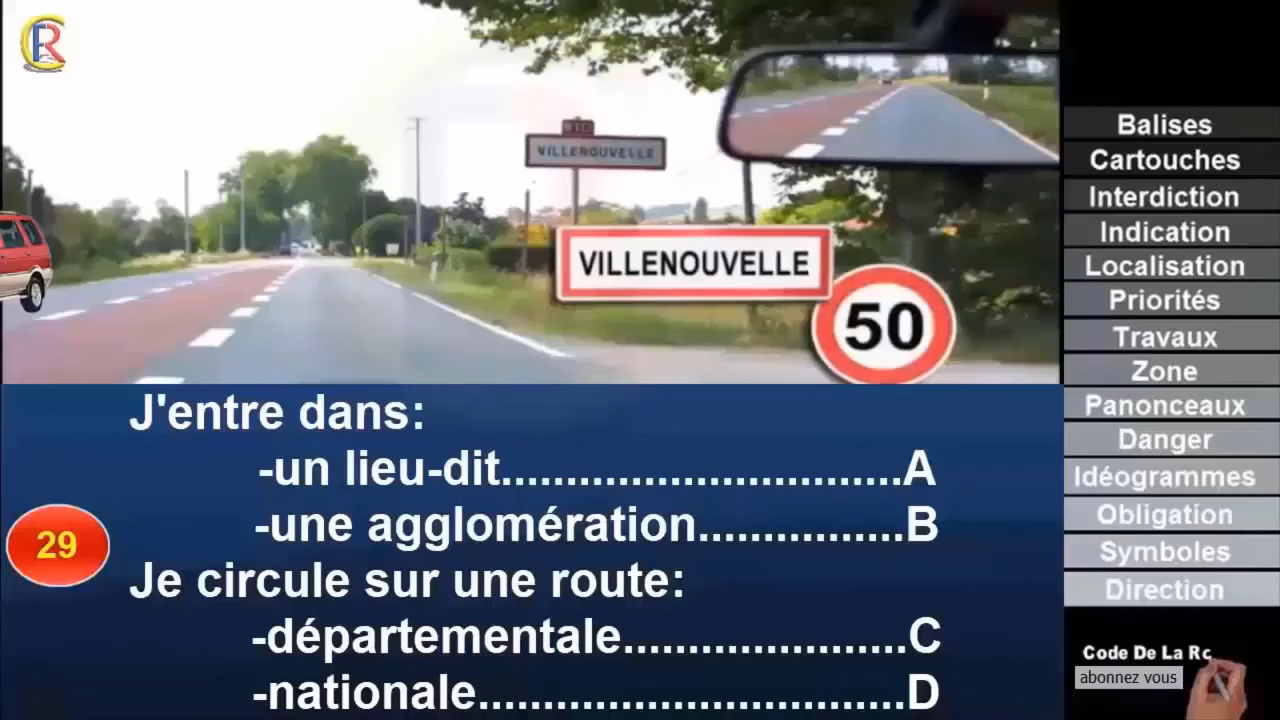 VILLENOUVELLE
VILLENOUVELLE
50
J'entre dans:
-un lieu-dit...............................A
-une agglomération................B
29
Je circule sur une route:
-départementale......................C
-nationale.................................D
Balises
Cartouches
Interdiction
Indication
Localisation
Priorités
Travaux
Zone
Panonceaux
Danger
Idéogrammes
Obligation
Symboles
Direction
Code De La Rc
abonnez vous